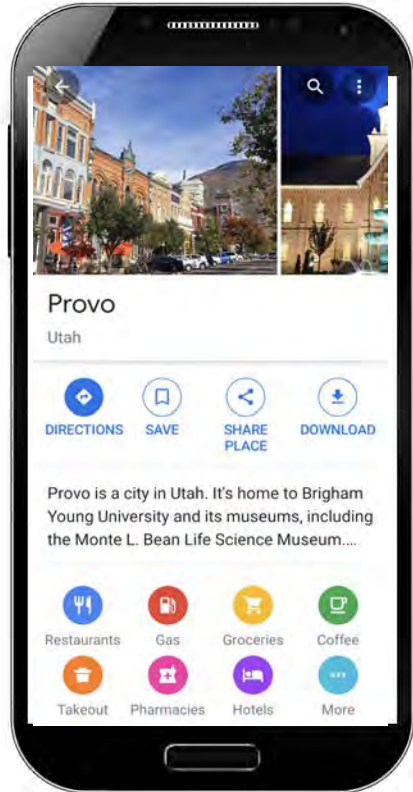 Provo
Utah
DIRECTIONS SAVE SHARE PLACE DOWNLOAD
Provo is a city in Utah. It's home to Brigham
Young University and its museums, including
the Monte L. Bean Life Science Museum....
Restaurants Gas Groceries Coffee
Takeout Pharmacies Hotels More